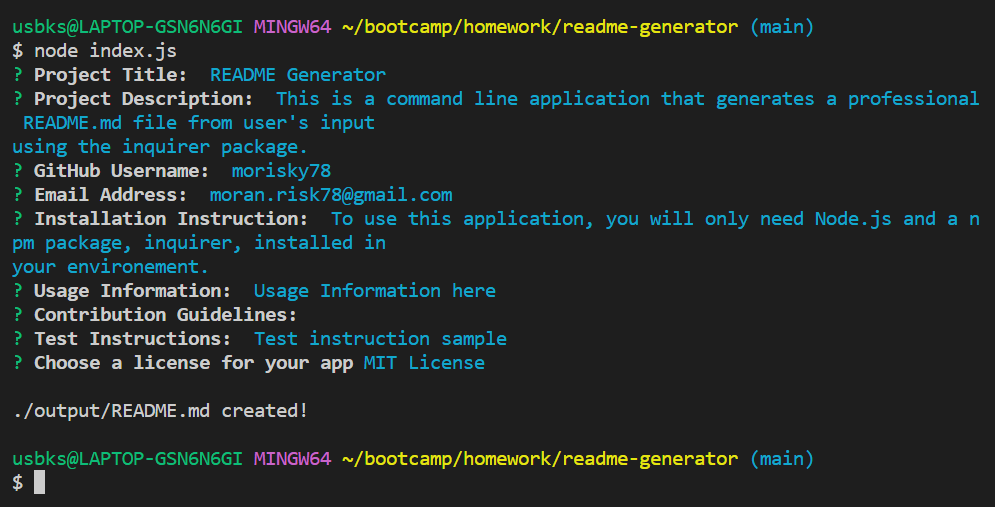 usbks@LAPTOP-GSN6N6GI MINGW64 ~/bootcamp/homework/readme-generator (main)
$ node index.js
? Project Title:  README Generator
? Project Description:  This is a command line application that generates a professional
 README.md file from user's input
using the inquirer package.
? GitHub Username:  morisky78
? Email Address:  moran.risk78@gmail.com
? Installation Instruction:  To use this application, you will only need Node.js and a n
pm package, inquirer, installed in
your environement.
? Usage Information:  Usage Information here
? Contribution Guidelines:
? Test Instructions:  Test instruction sample
? Choose a license for your app MIT License
./output/README.md created!
usbks@LAPTOP-GSN6N6GI MINGW64 ~/bootcamp/homework/readme-generator (main)
$